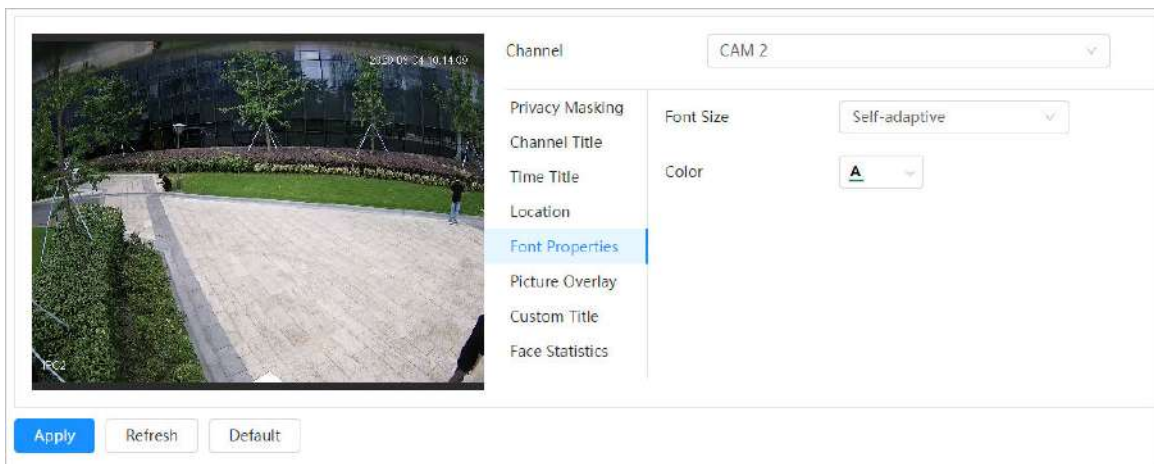 Channel
CAM 2
Privacy Masking
Channel Title
Time Title
Location
Font Properties
Picture Overlay
Custom Title
Face Statistics
Font Size
Self-adaptive
Color
A
IPC2
Apply
Refresh
Default